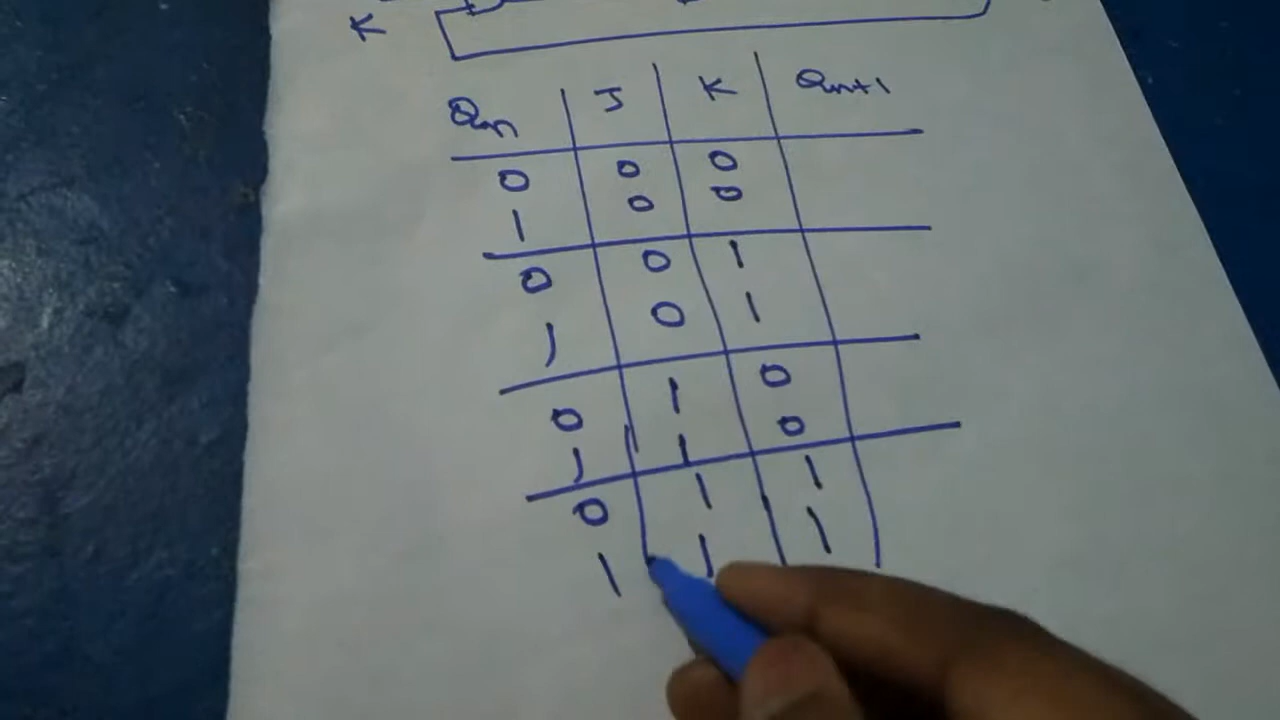 K
Qn J K Qn+1
0 0 0
1 0 0
0 0 1
1 0 1
0 1 0
1 1 0
0 1 1
1 1 1